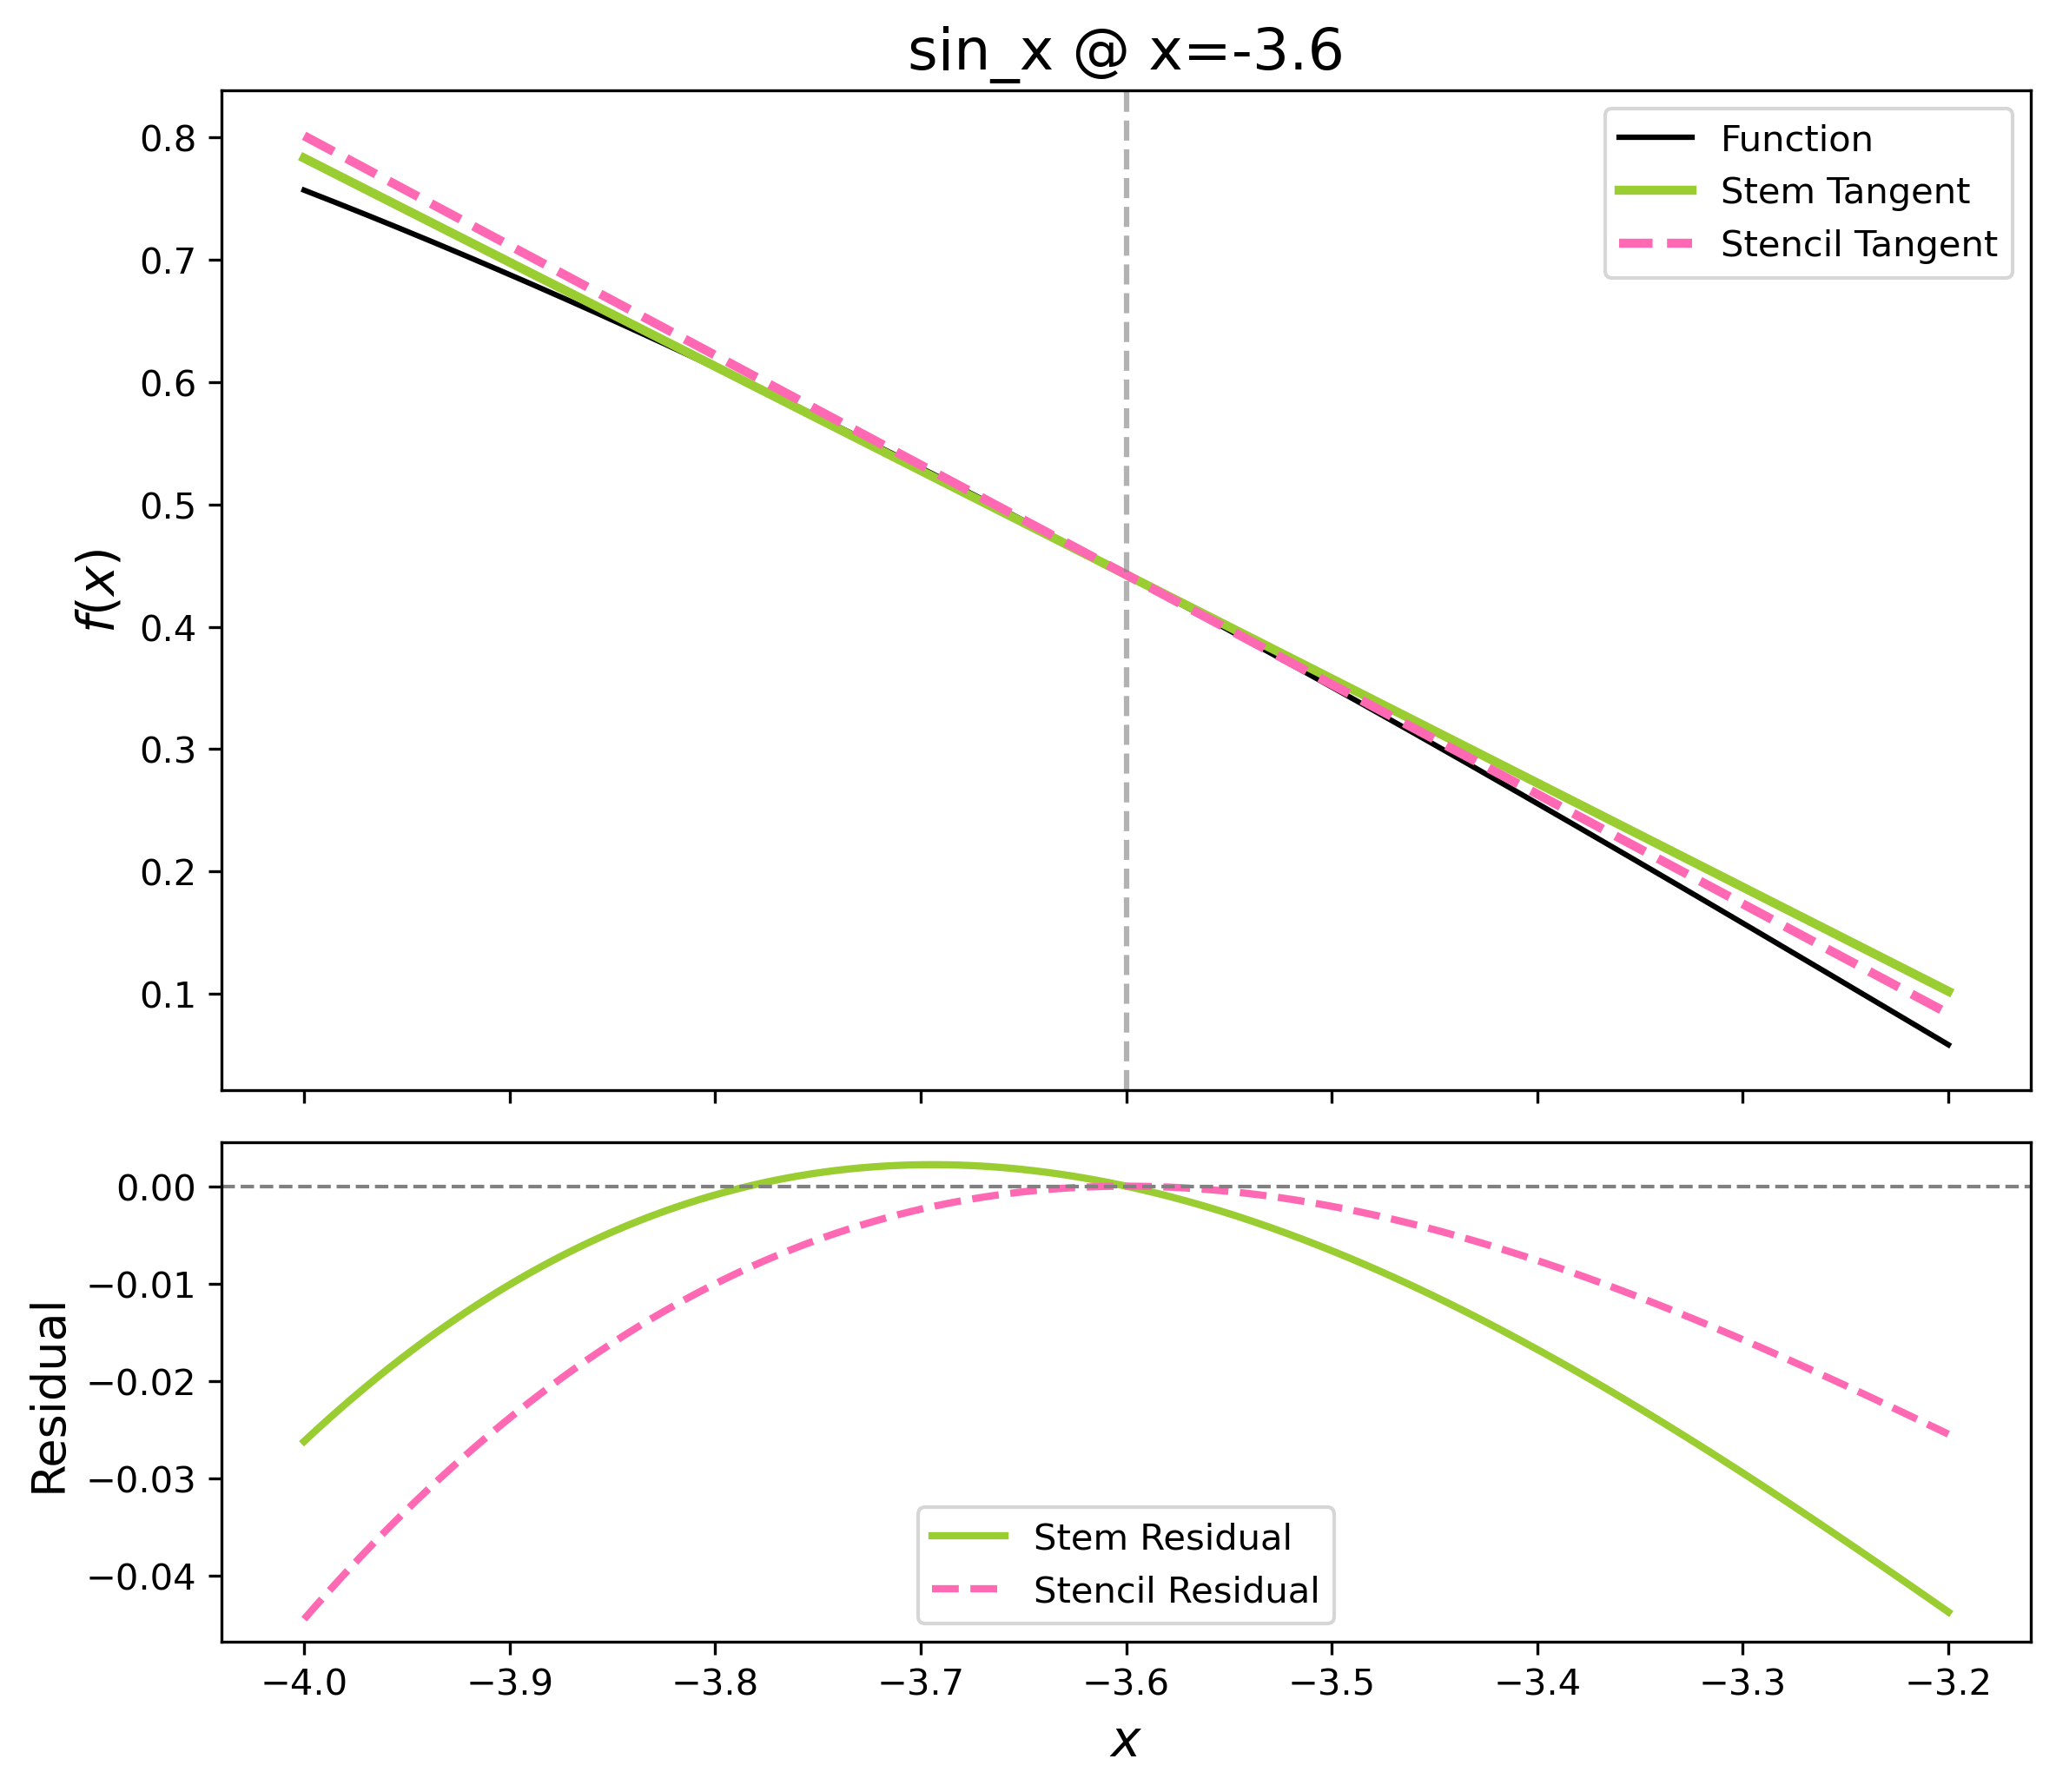 sin_x @ x=-3.6
f(x)
0.8
0.7
0.6
0.5
0.4
0.3
0.2
0.1
Function
Stem Tangent
Stencil Tangent
Residual
0.00
−0.01
−0.02
−0.03
−0.04
Stem Residual
Stencil Residual
−4.0 −3.9 −3.8 −3.7 −3.6 −3.5 −3.4 −3.3 −3.2
x